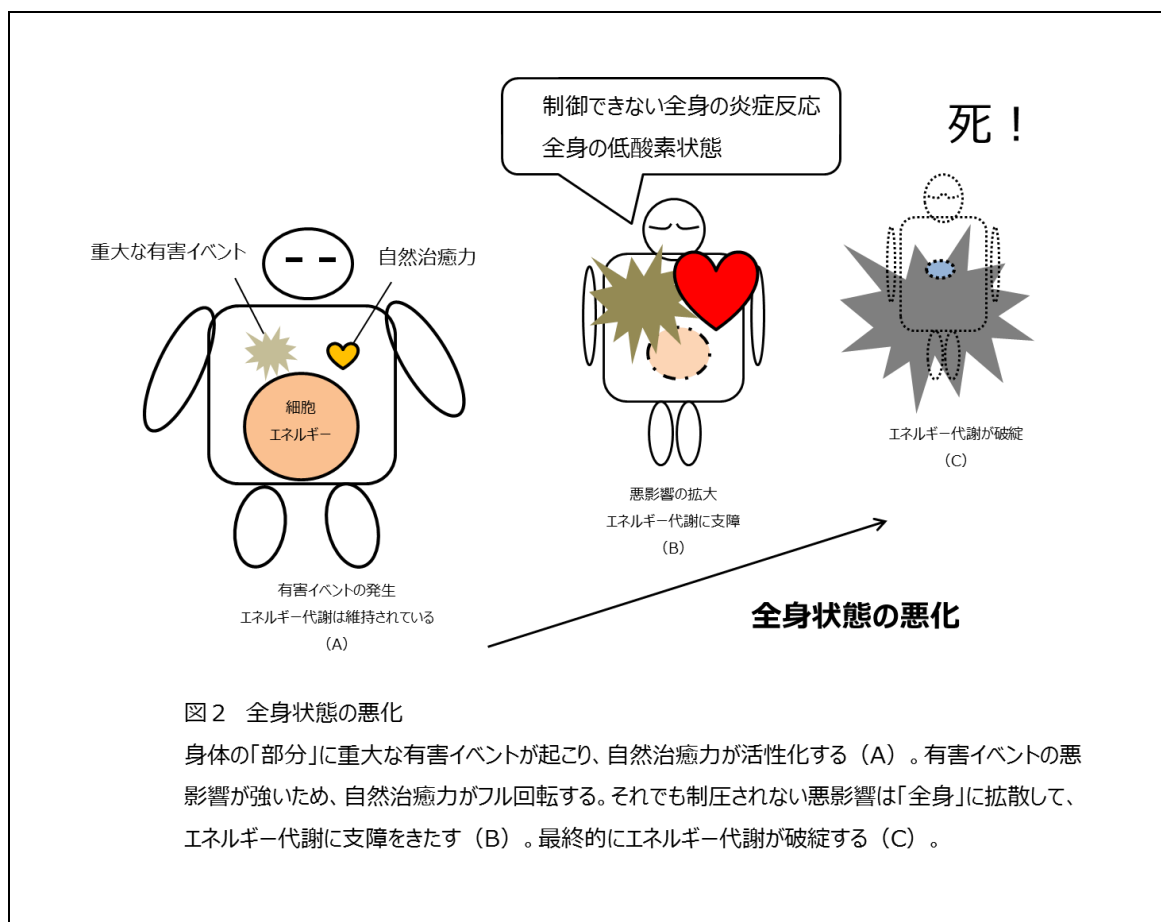 制御できない全身の炎症反応
全身の低酸素状態
死！
重大な有害イベント
自然治癒力
細胞
エネルギー
エネルギー代謝が破綻
（C）
悪影響の拡大
エネルギー代謝に支障
（B）
有害イベントの発生
エネルギー代謝は維持されている
（A）
全身状態の悪化
図２　全身状態の悪化
身体の「部分」に重大な有害イベントが起こり、自然治癒力が活性化する（A）。有害イベントの悪
影響が強いため、自然治癒力がフル回転する。それでも制圧されない悪影響は「全身」に拡散して、
エネルギー代謝に支障をきたす（B）。最終的にエネルギー代謝が破綻する（C）。